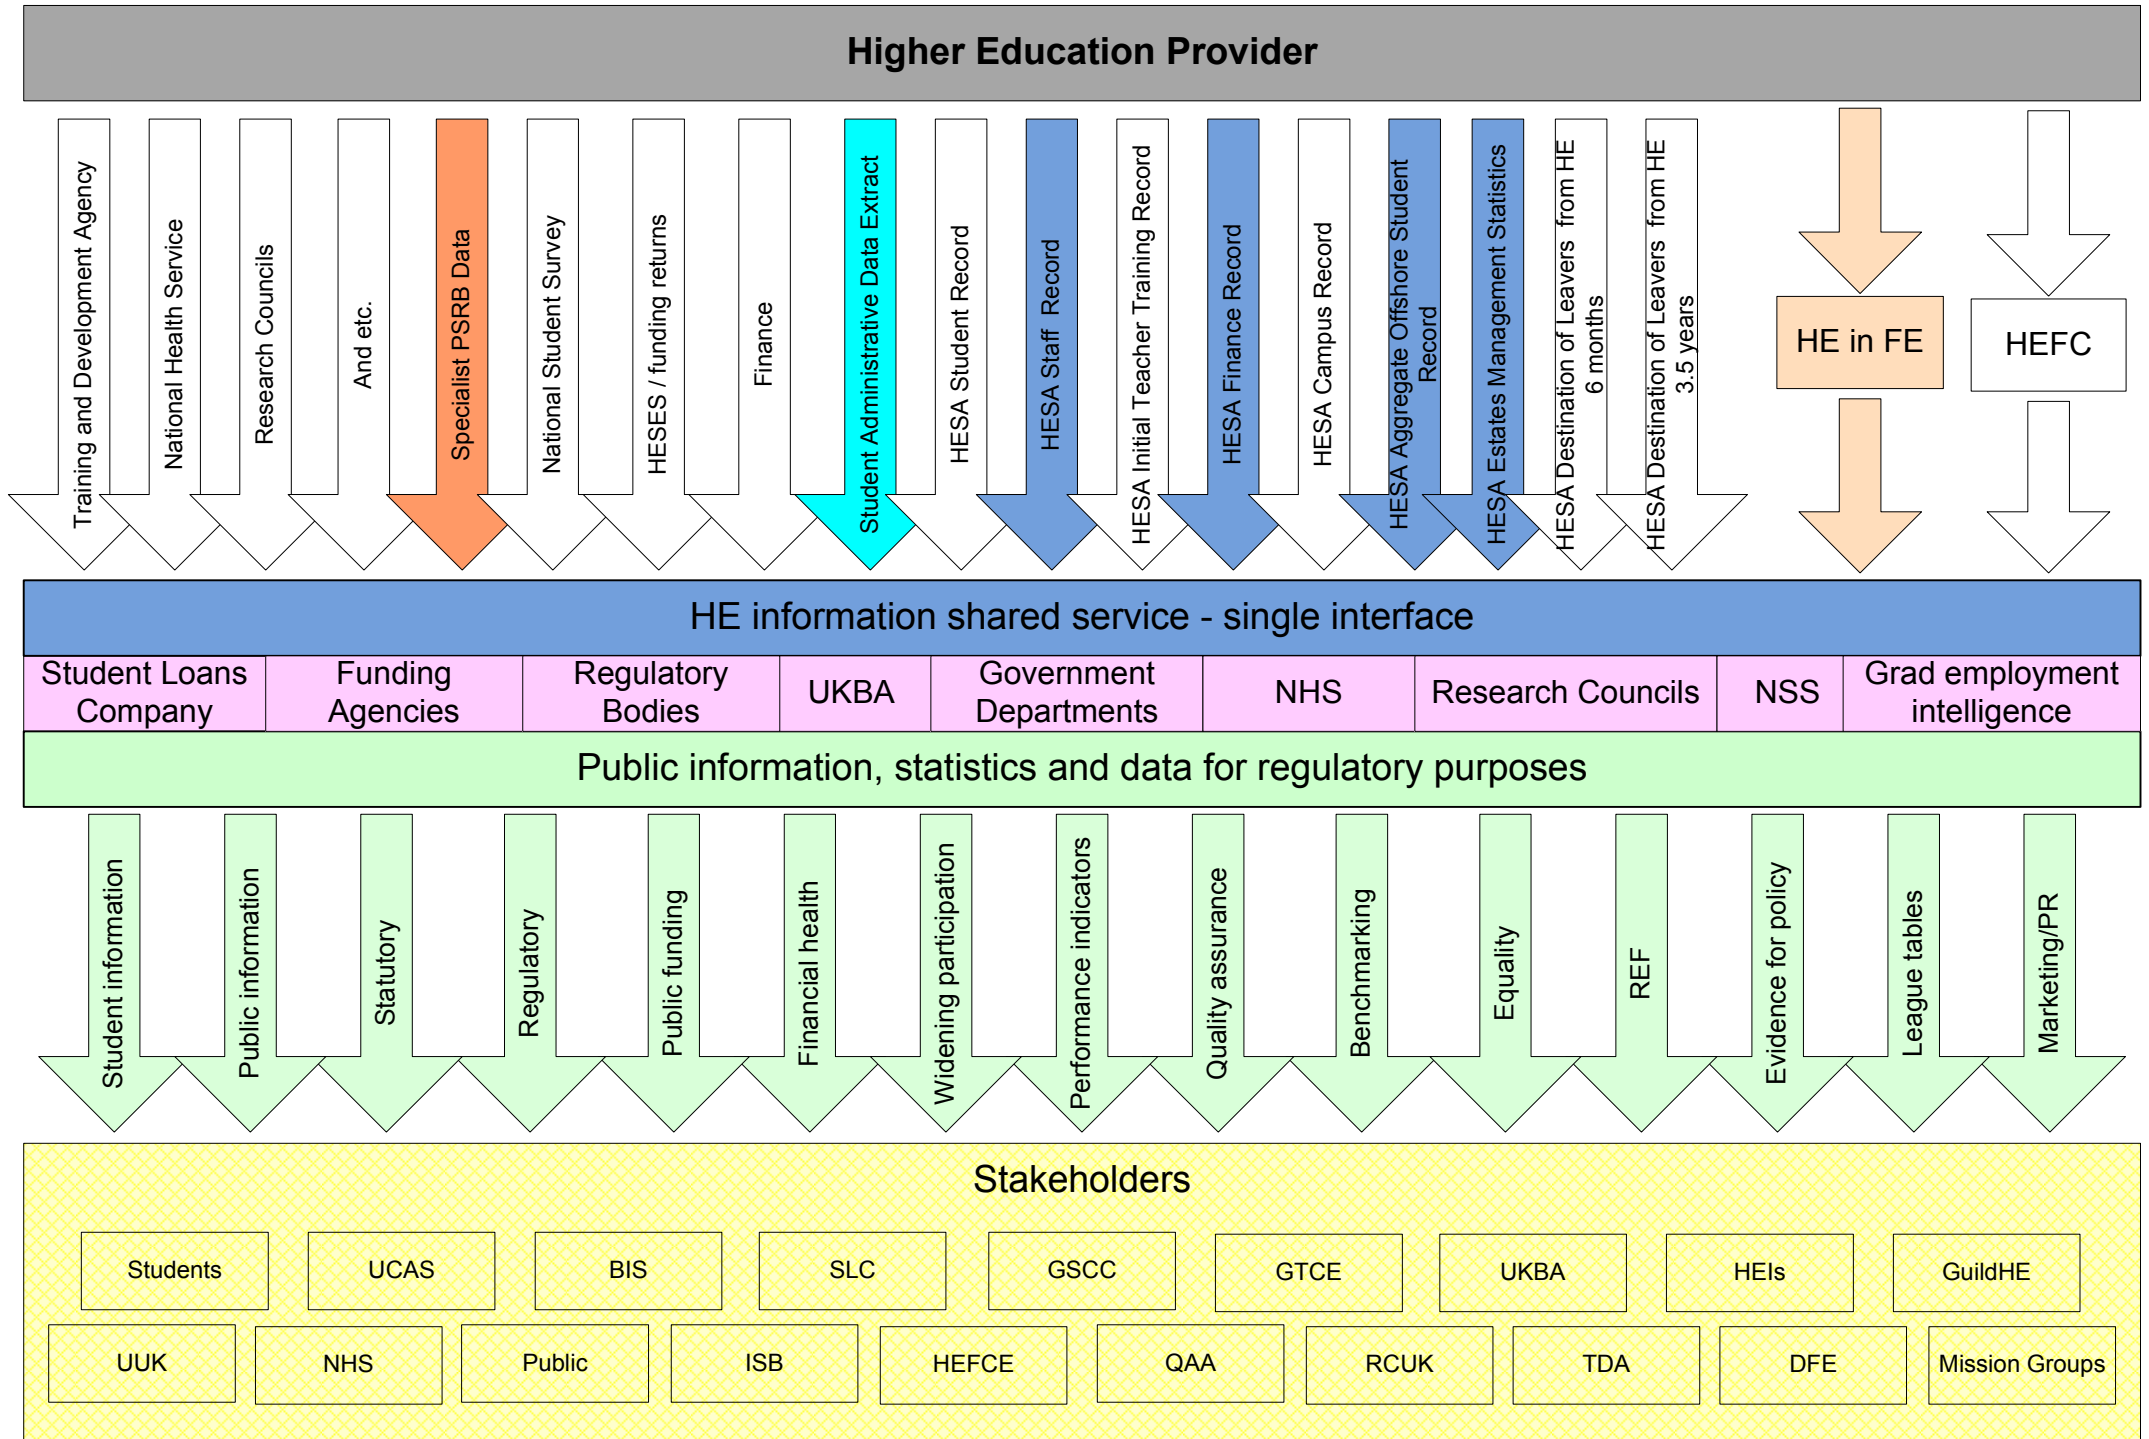 Higher Education Provider
Training and Development Agency
National Health Service
Research Councils
And etc.
Specialist PSRB Data
National Student Survey
HESES / funding returns
Finance
Student Administrative Data Extract
HESA Student Record
HESA Staff Record
HESA Initial Teacher Training Record
HESA Finance Record
HESA Campus Record
HESA Aggregate Offshore Student
Record
HESA Estates Management Statistics
HESA Destination of Leavers from HE
6 months
HESA Destination of Leavers from HE
3.5 years
HE in FE
HEFC
HE information shared service - single interface
Student Loans
Company
Funding
Agencies
Regulatory
Bodies
UKBA
Government
Departments
NHS
Research Councils
NSS
Grad employment
intelligence
Public information, statistics and data for regulatory purposes
Student information
Public information
Statutory
Regulatory
Public funding
Financial health
Widening participation
Performance indicators
Quality assurance
Benchmarking
Equality
REF
Evidence for policy
League tables
Marketing/PR
Stakeholders
Students
UCAS
BIS
SLC
GSCC
GTCE
UKBA
HEIs
GuildHE
UUK
NHS
Public
ISB
HEFCE
QAA
RCUK
TDA
DFE
Mission Groups